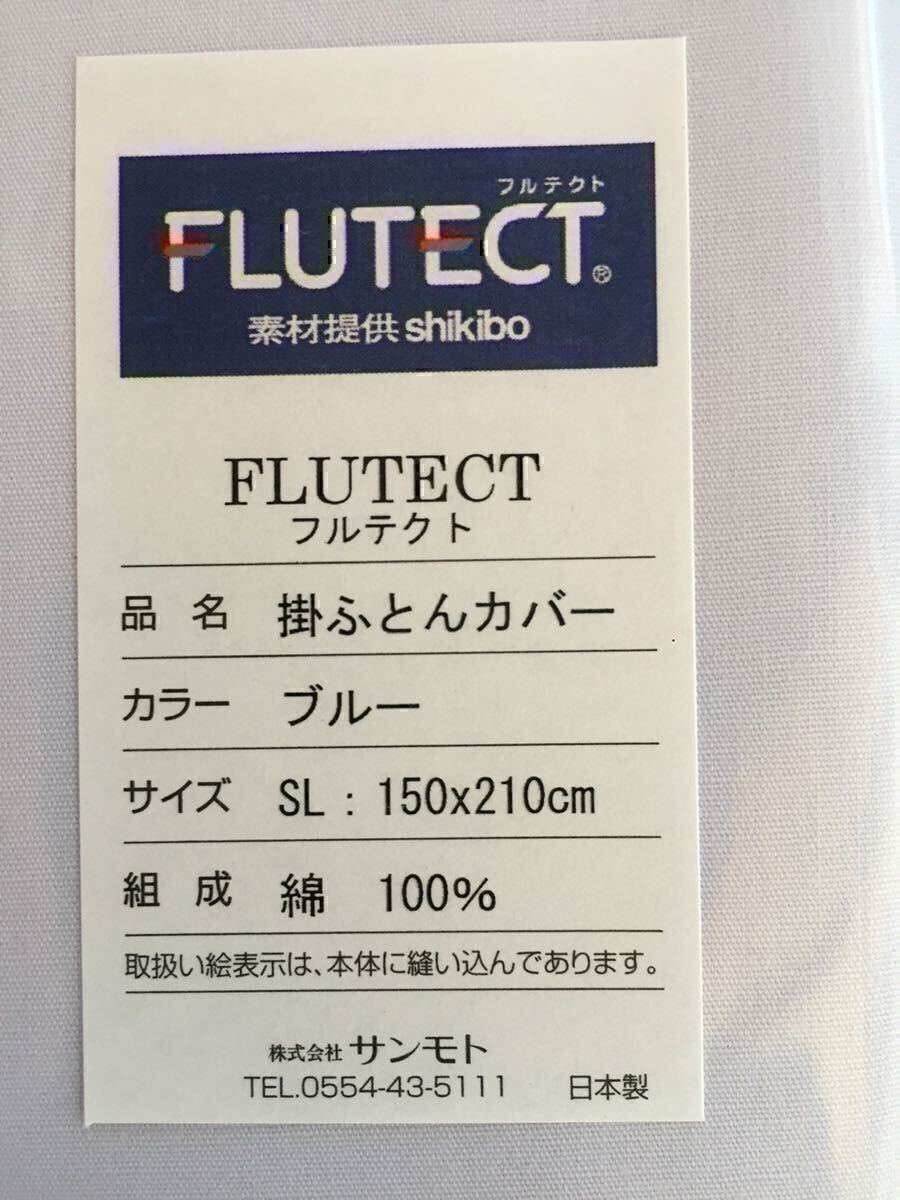 フルテクト
FLUTECT®
素材提供 shikibo
FLUTECT
フルテクト
品 名 掛ふとんカバー
カラー ブルー
サイズ SL : 150x210cm
組 成 綿 100%
取扱い絵表示は、本体に縫い込んであります。
株式会社 サンモト
TEL.0554-43-5111 日本製